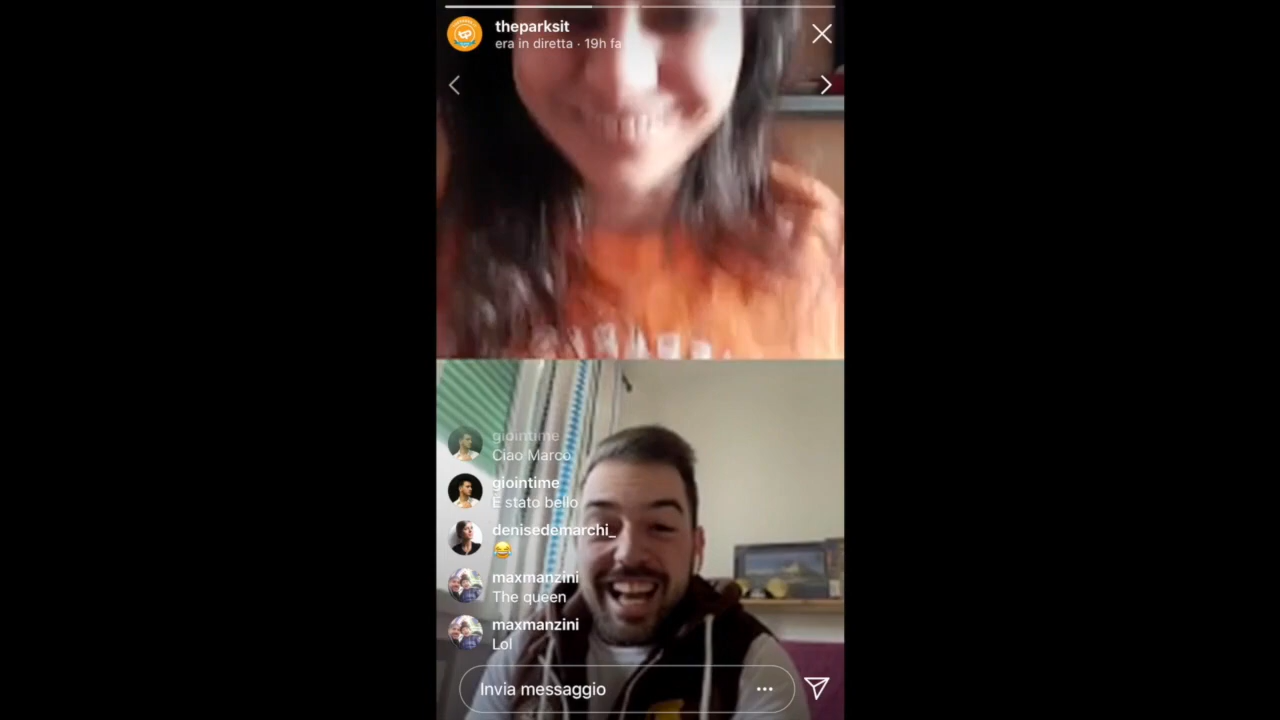 theparksit
era in diretta · 19h fa
giointime
Ciao Marco
giointime
È stato bello
denisedemarchi_
😂
maxmanzini
The queen
maxmanzini
Lol
Invia messaggio